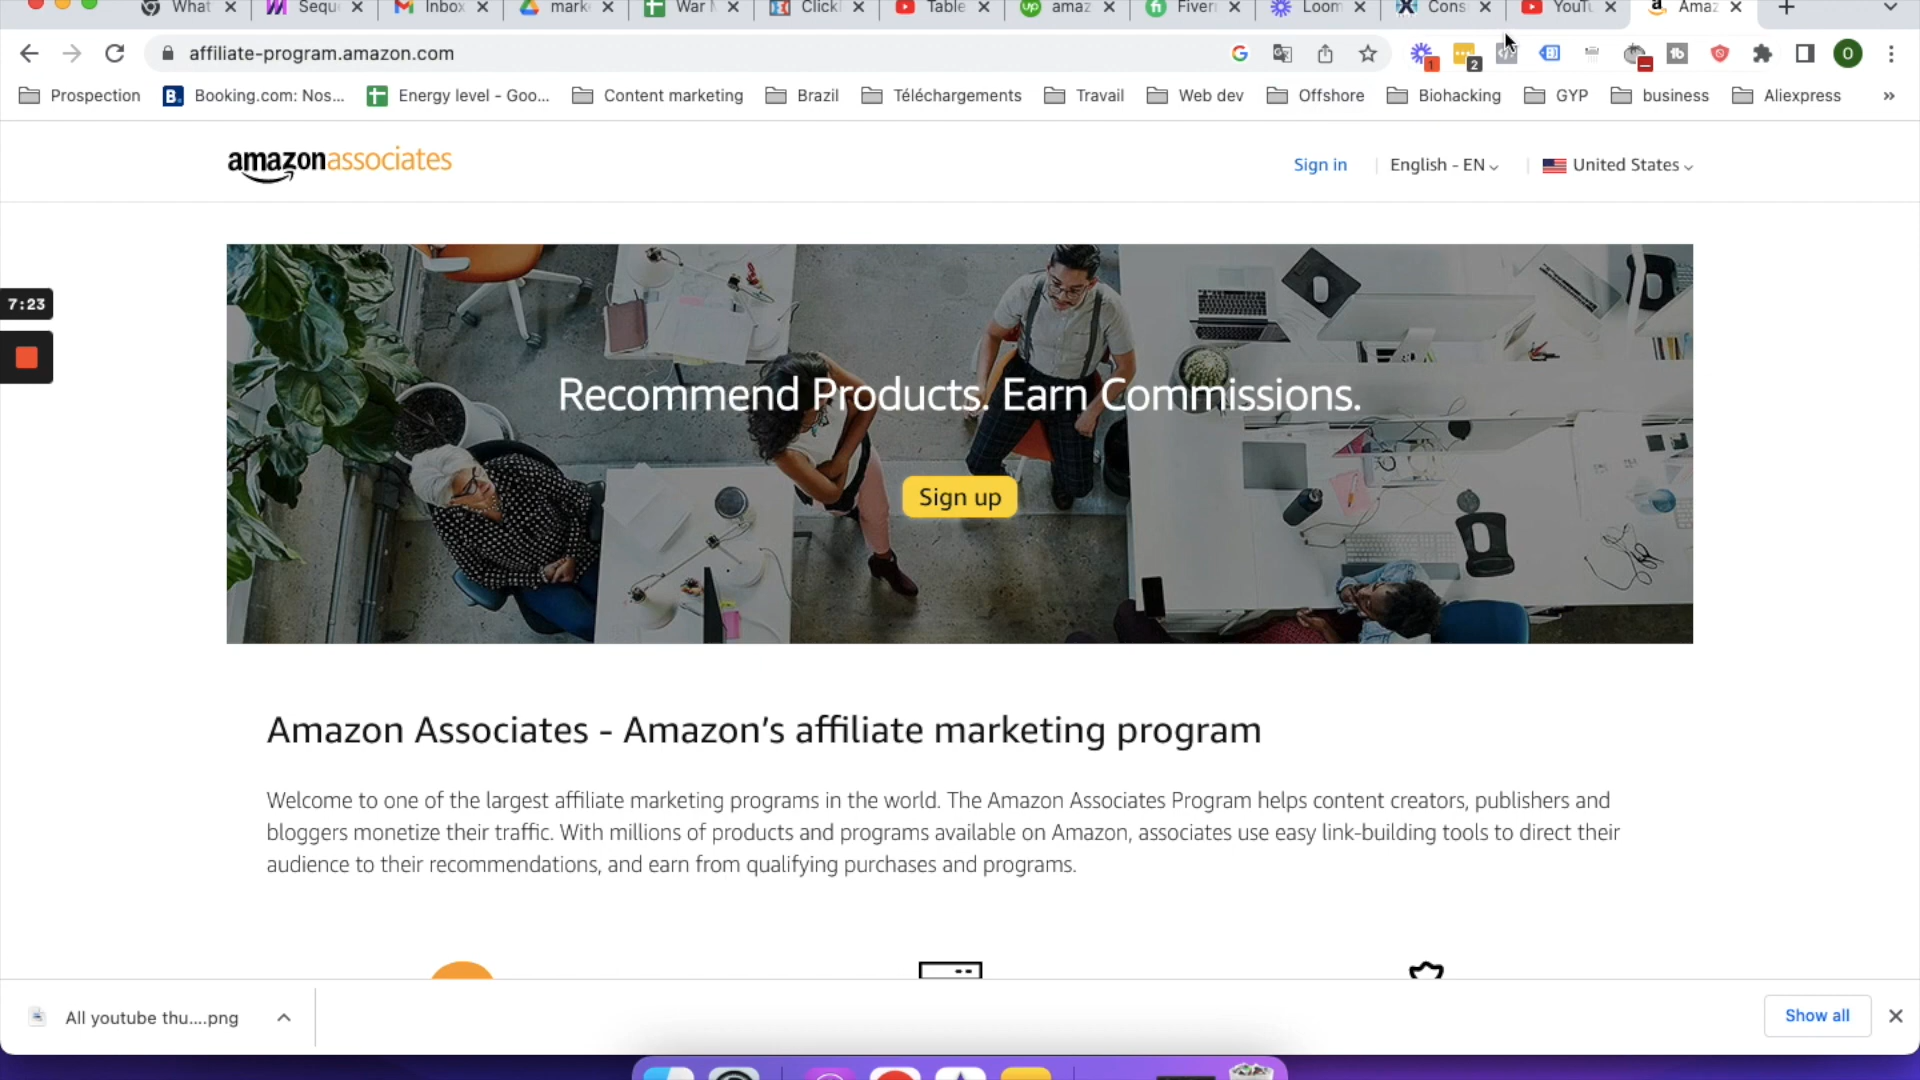 What
Sequ
Inbox
mark
War M
Click
Table
amaz
Fiverr
Loom
Cons
YouTu
Amaz
affiliate-program.amazon.com
1
2
O
Prospection
Booking.com: Nos...
Energy level - Goo...
Content marketing
Brazil
Téléchargements
Travail
Web dev
Offshore
Biohacking
GYP
business
Aliexpress
»
amazonassociates
Sign in
English - EN
United States
7:23
Recommend Products. Earn Commissions.
Sign up
Amazon Associates - Amazon's affiliate marketing program
Welcome to one of the largest affiliate marketing programs in the world. The Amazon Associates Program helps content creators, publishers and
bloggers monetize their traffic. With millions of products and programs available on Amazon, associates use easy link-building tools to direct their
audience to their recommendations, and earn from qualifying purchases and programs.
All youtube thu....png
Show all